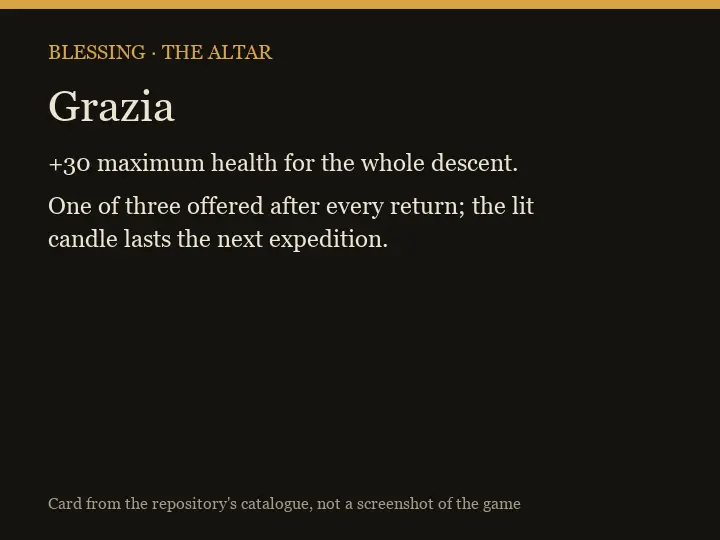 BLESSING · THE ALTAR
Grazia
+30 maximum health for the whole descent.
One of three offered after every return; the lit
candle lasts the next expedition.
Card from the repository's catalogue, not a screenshot of the game